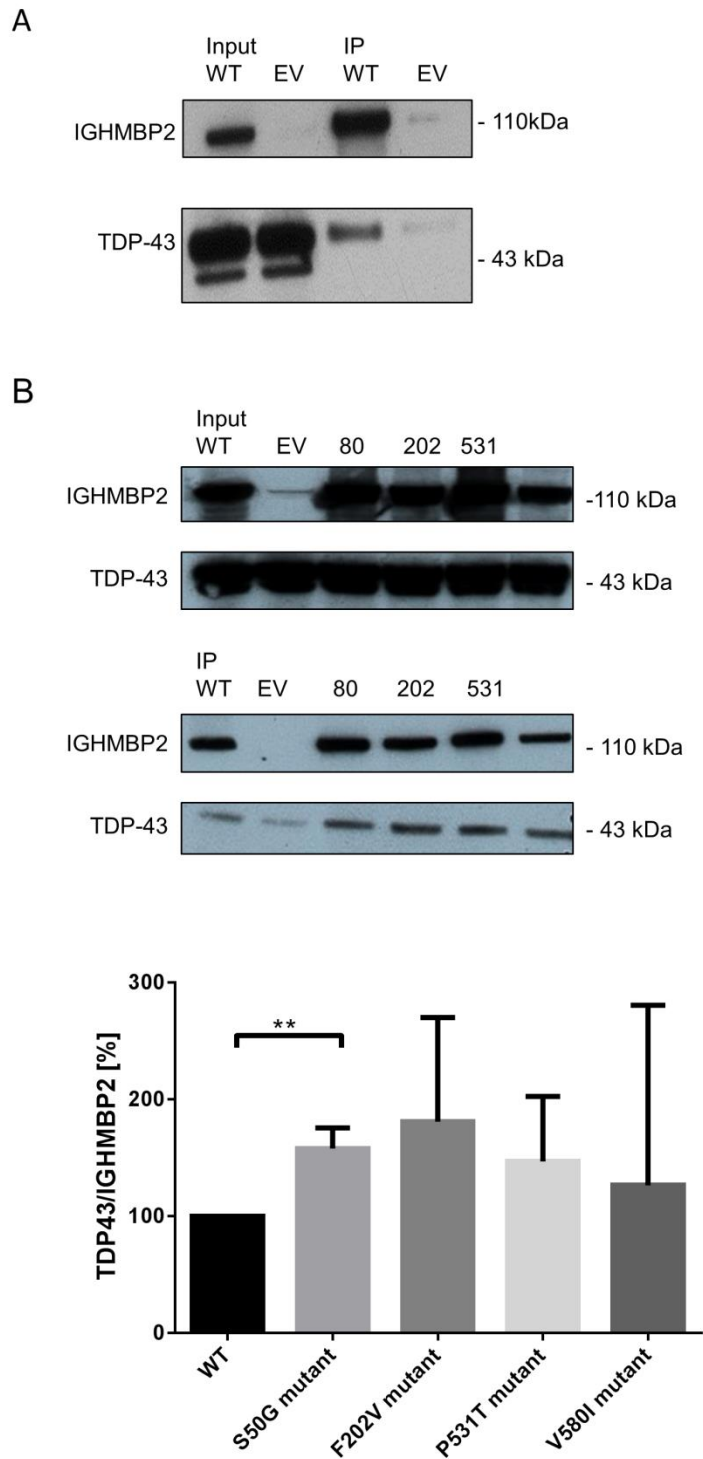 A
Input IP
WT EV WT EV
IGHMBP2 - 110kDa
TDP-43 - 43 kDa
B
Input
WT EV 80 202 531
IGHMBP2 -110 kDa
TDP-43 - 43 kDa
IP
WT EV 80 202 531
IGHMBP2 - 110 kDa
TDP-43 - 43 kDa
TDP43/IGHMBP2 [%]
300
200
100
0
**
WT
S50G mutant
F202V mutant
P531T mutant
V580I mutant